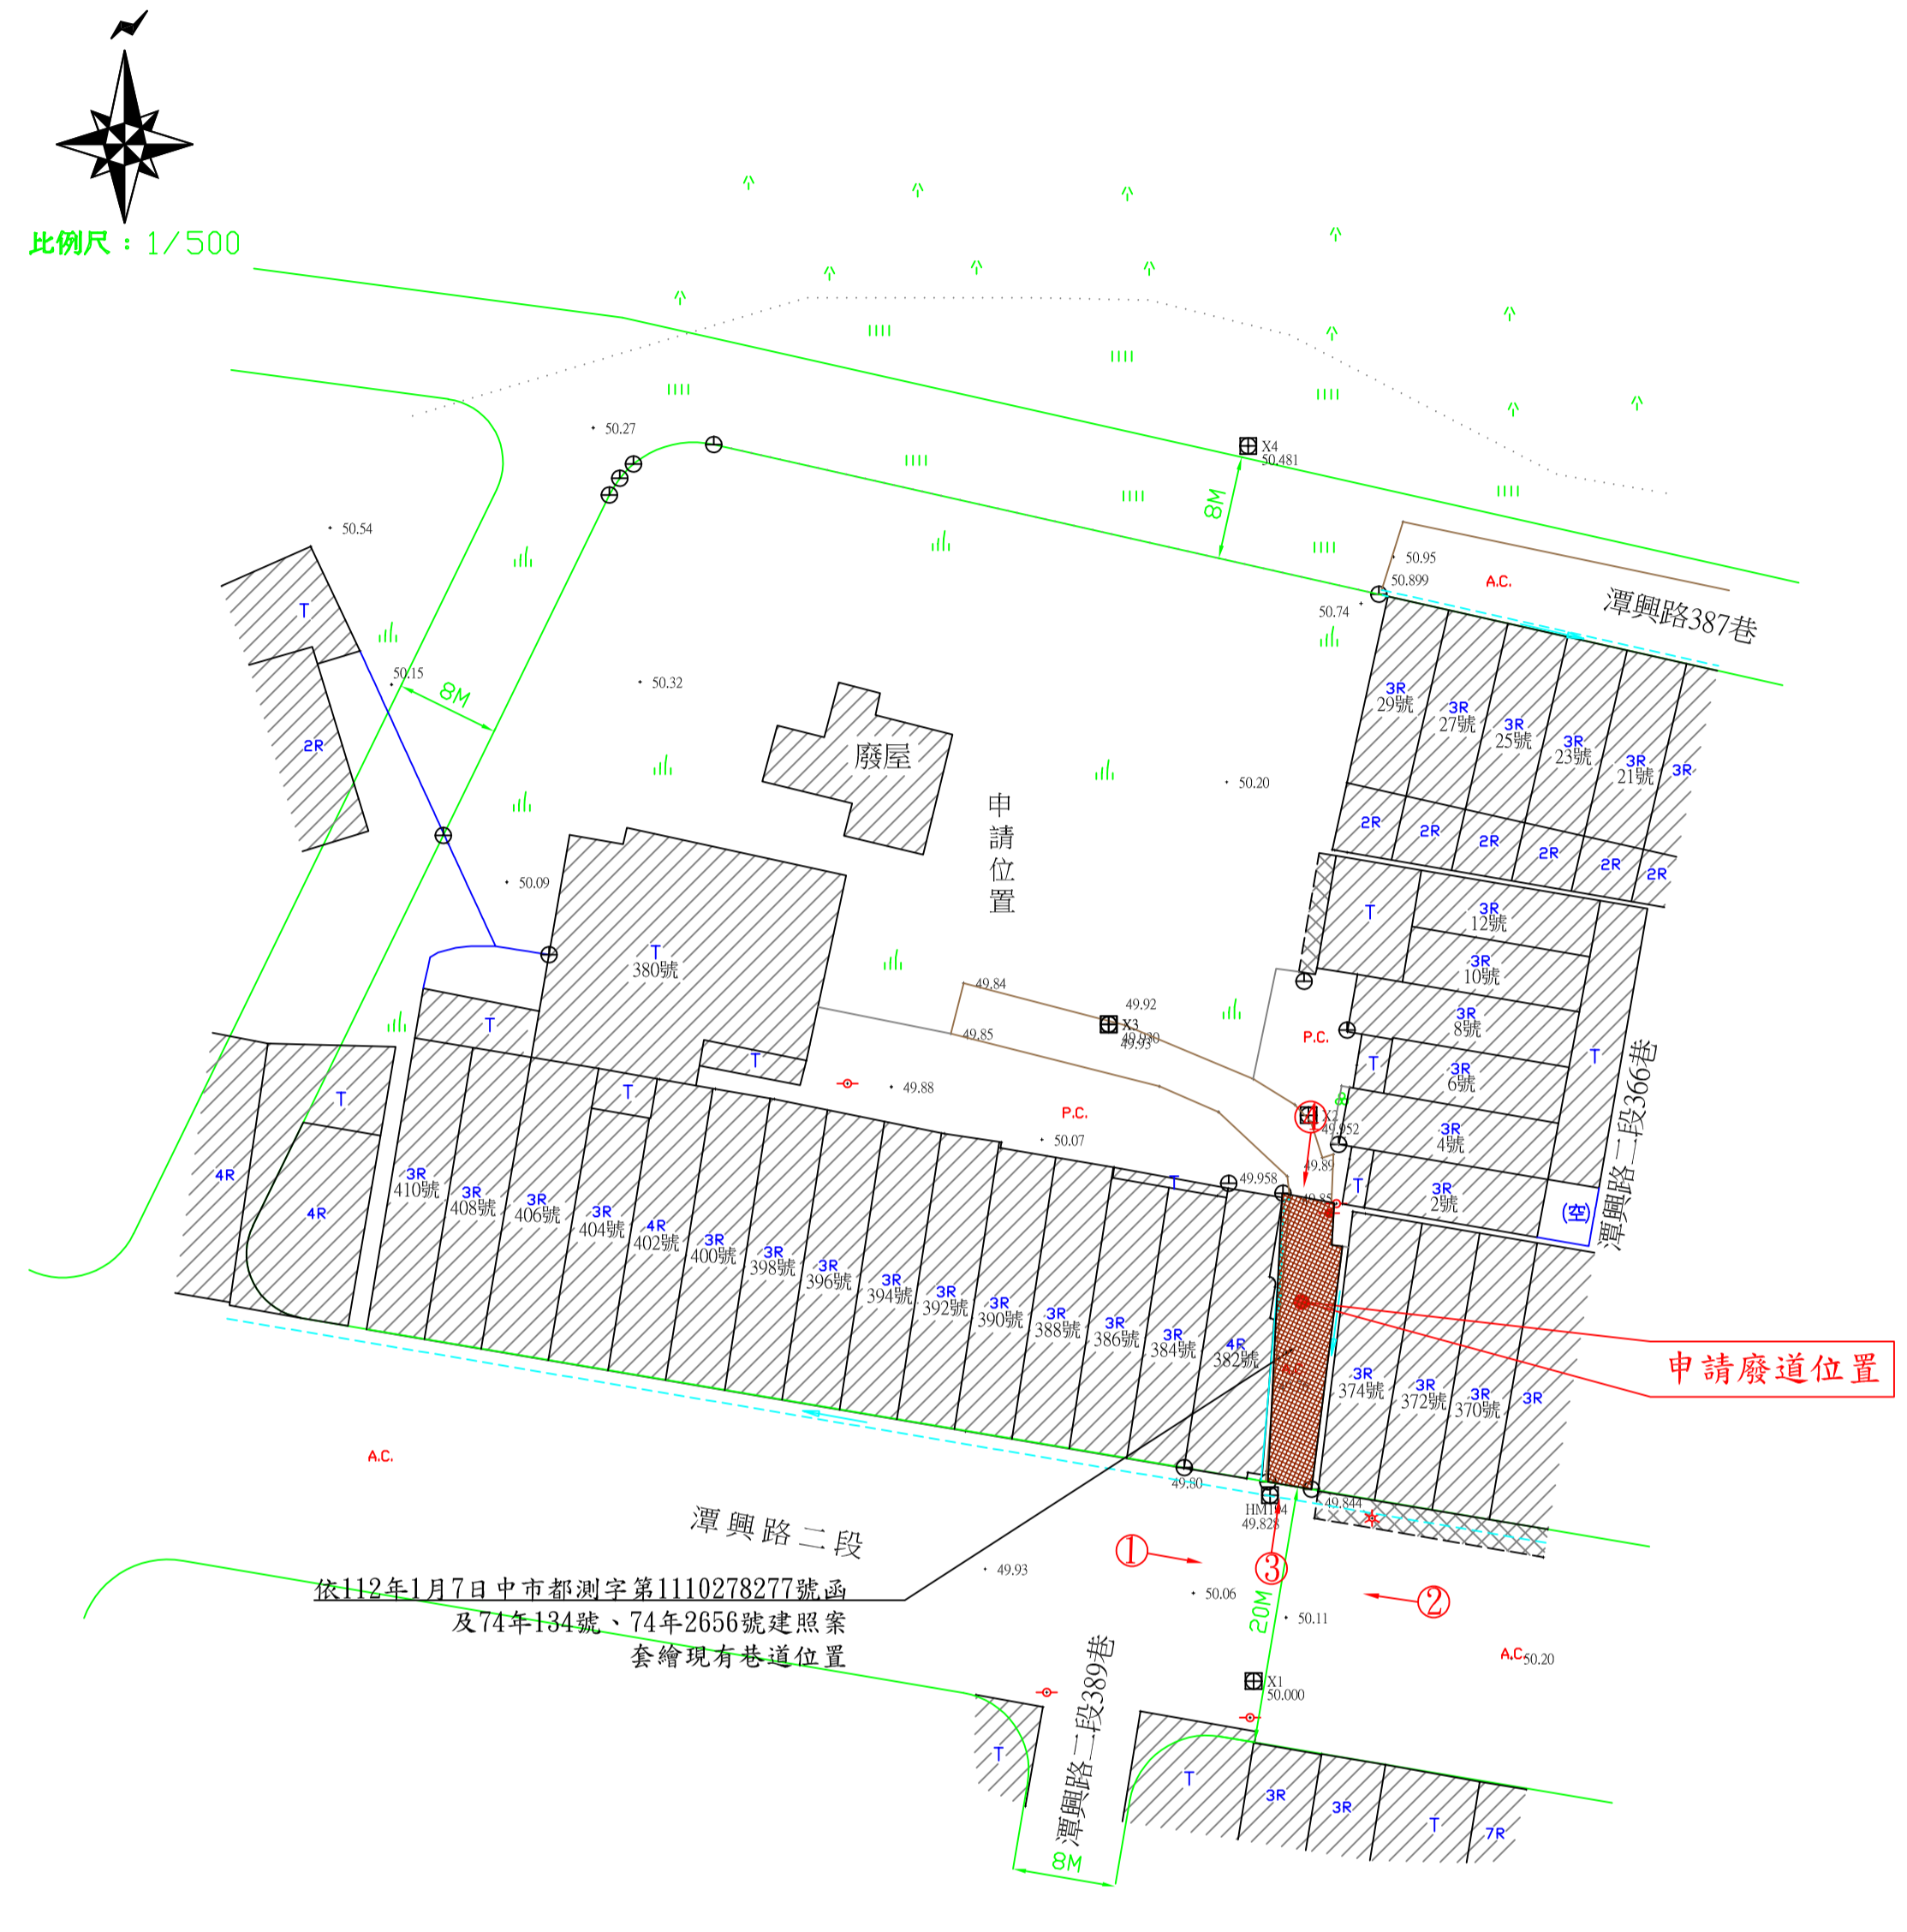 比例尺：1/500
50.27
X4
50.481
8M
50.54
50.95
50.899
A.C.
50.74
潭興路387巷
T
50.15
8M
50.32
2R
廢屋
申請位置
50.20
3R
29號
3R
27號
3R
25號
3R
23號
3R
21號
3R
2R
2R
2R
2R
2R
2R
50.09
T
380號
T
3R
12號
3R
10號
49.84
49.92
X3
49.930
49.93
49.85
P.C.
3R
8號
T
T
T
3R
6號
T
潭興路二段366巷
49.88
P.C.
50.07
T
T
X2
49.952
4
3R
4號
49.89
49.958
49.85
T
3R
2號
(空)
4R
4R
3R
410號
3R
408號
3R
406號
3R
404號
4R
402號
3R
400號
3R
398號
3R
396號
3R
394號
3R
392號
3R
390號
3R
388號
3R
386號
3R
384號
T
4R
382號
3R
374號
3R
372號
3R
370號
3R
申請廢道位置
A.C.
49.80
HM104
49.828
49.844
潭興路二段
1
3
2
49.93
50.06
50.11
20M
依112年1月7日中市都測字第1110278277號函
及74年134號、74年2656號建照案
套繪現有巷道位置
A.C.
50.20
X1
50.000
潭興路二段389巷
T
T
3R
3R
T
7R
8M